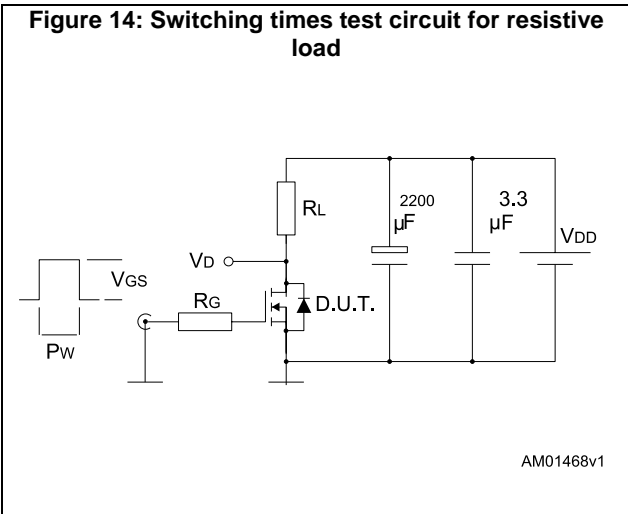 Figure 14: Switching times test circuit for resistive
load
2200
μF
3.3
μF
RL
VDD
VD
VGS
RG
D.U.T.
PW
AM01468v1